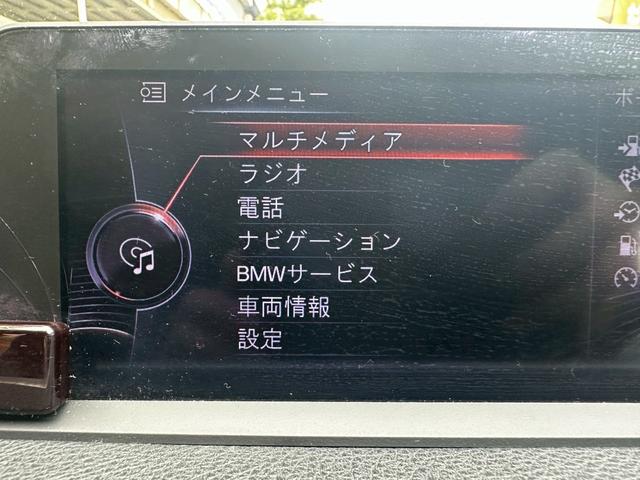 メインメニュー
マルチメディア
ラジオ
電話
ナビゲーション
BMWサービス
車両情報
設定